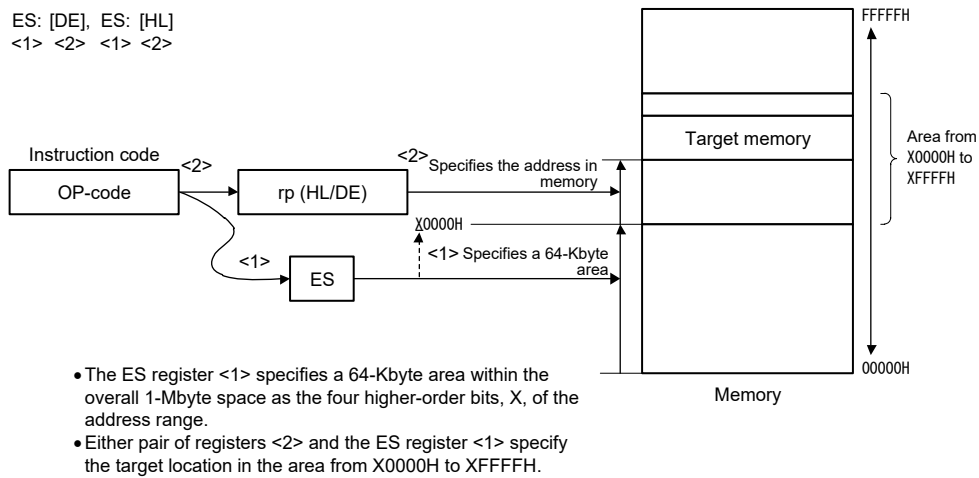 ES: [DE], ES: [HL]
<1> <2> <1> <2>
FFFFFH
Target memory
Area from
X0000H to
XFFFFH
Instruction code
OP-code
<2>
rp (HL/DE)
<2>
Specifies the address in
memory
X0000H
<1>
ES
<1> Specifies a 64-Kbyte
area
00000H
Memory
• The ES register <1> specifies a 64-Kbyte area within the
overall 1-Mbyte space as the four higher-order bits, X, of the
address range.
• Either pair of registers <2> and the ES register <1> specify
the target location in the area from X0000H to XFFFFH.